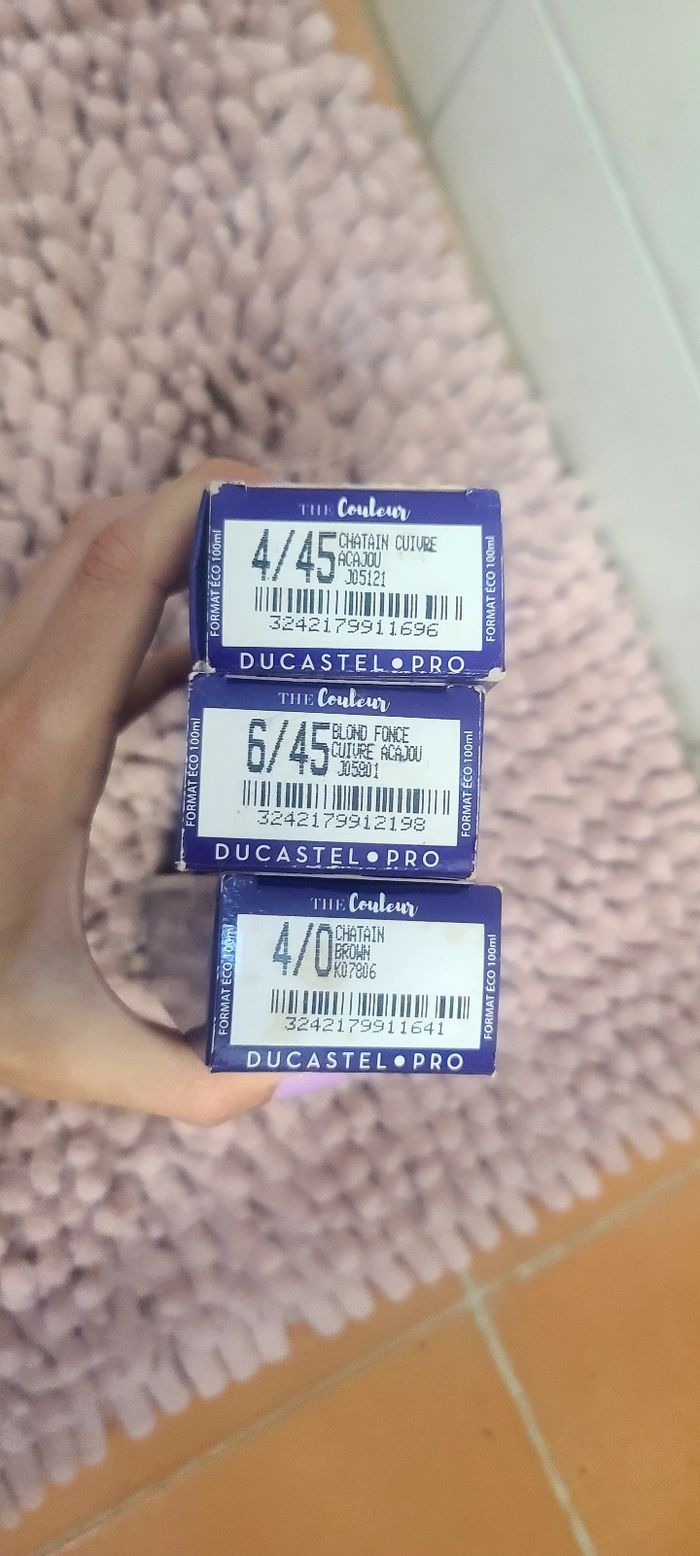 THE Couleur
4/45 CHATAIN CUIVRE
ACAJOU
J05121
3242179911696
FORMAT ÉCO 100ml
FORMAT ÉCO 100ml
DUCASTEL • PRO
THE Couleur
6/45 BLOND FONCE
CUIVRE ACAJOU
J05901
3242179912198
FORMAT ÉCO 100ml
FORMAT ÉCO 100ml
DUCASTEL • PRO
THE Couleur
4/0 CHATAIN
BROWN
K07806
3242179911641
FORMAT ÉCO 100ml
FORMAT ÉCO 100ml
DUCASTEL • PRO